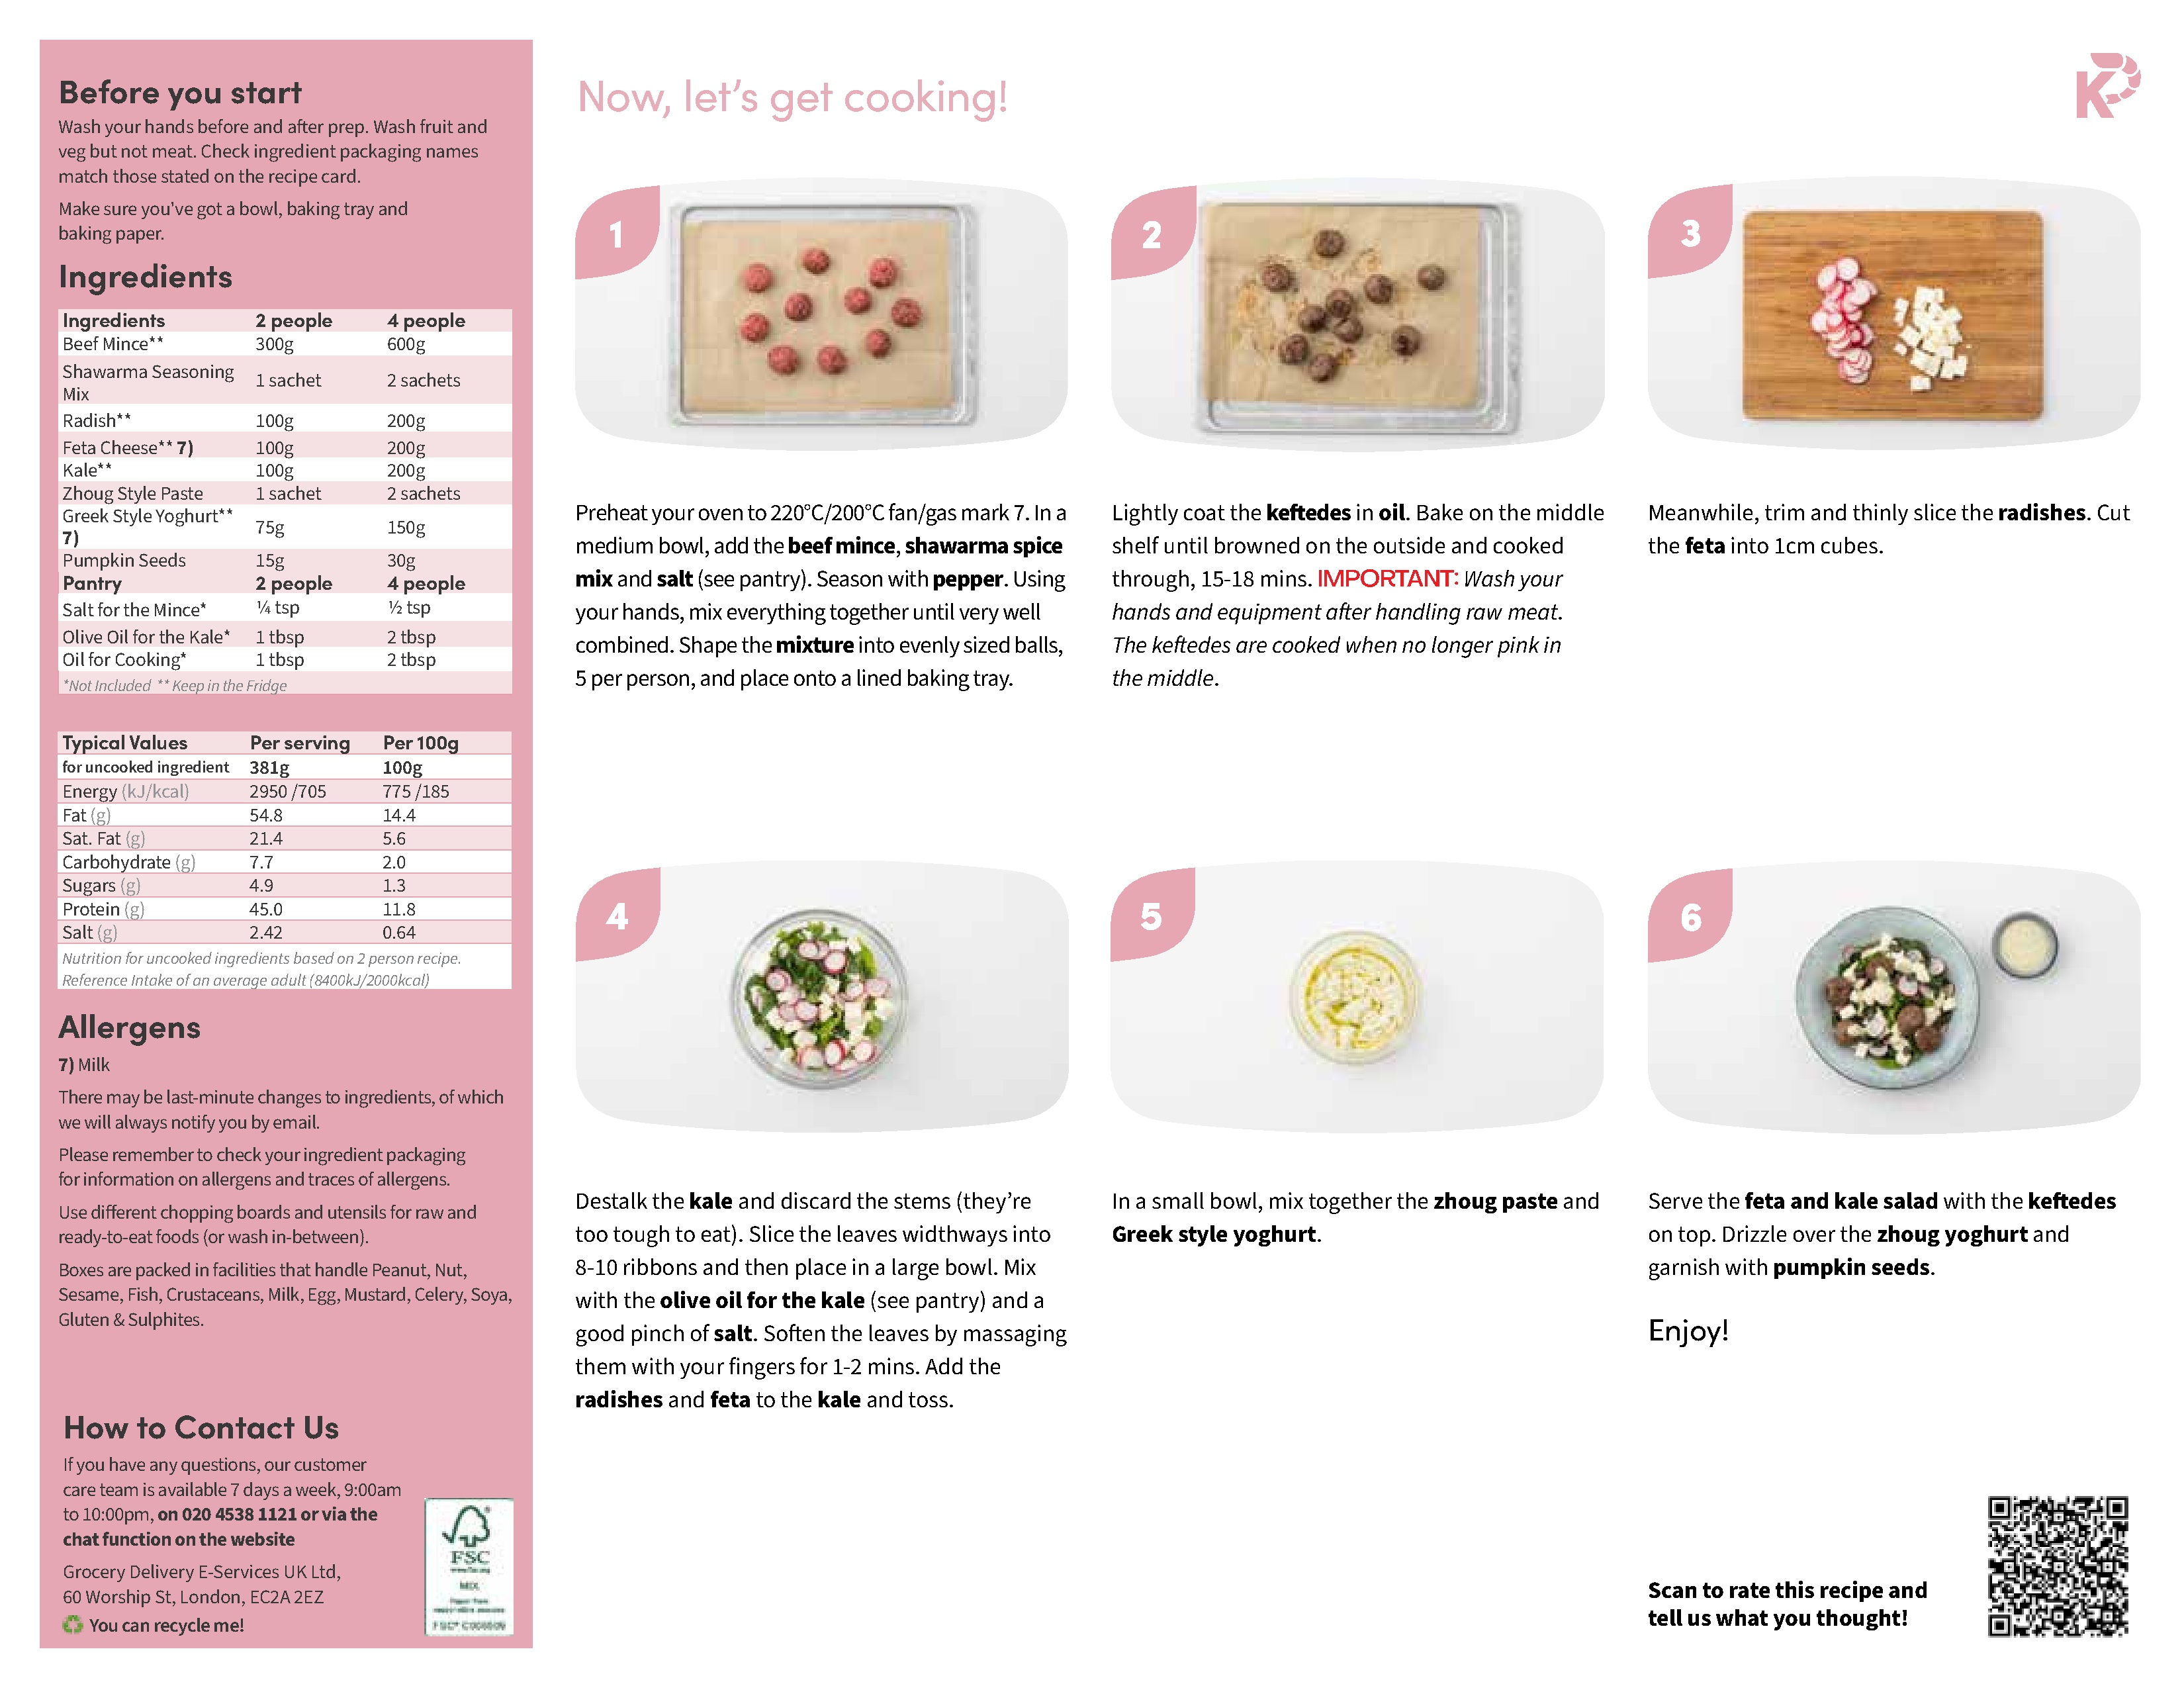 Before you start
Wash your hands before and after prep. Wash fruit and
veg but not meat. Check ingredient packaging names
match those stated on the recipe card.
Make sure you've got a bowl, baking tray and
baking paper.
Ingredients
Ingredients 2 people 4 people
Beef Mince** 300g 600g
Shawarma Seasoning
Mix 1 sachet 2 sachets
Radish** 100g 200g
Feta Cheese** 7) 100g 200g
Kale** 100g 200g
Zhoug Style Paste 1 sachet 2 sachets
Greek Style Yoghurt**
7) 75g 150g
Pumpkin Seeds 15g 30g
Pantry 2 people 4 people
Salt for the Mince* ¼ tsp ½ tsp
Olive Oil for the Kale* 1 tbsp 2 tbsp
Oil for Cooking* 1 tbsp 2 tbsp
*Not Included ** Keep in the Fridge
Typical Values Per serving Per 100g
for uncooked ingredient 381g 100g
Energy (kJ/kcal) 2950 /705 775 /185
Fat (g) 54.8 14.4
Sat. Fat (g) 21.4 5.6
Carbohydrate (g) 7.7 2.0
Sugars (g) 4.9 1.3
Protein (g) 45.0 11.8
Salt (g) 2.42 0.64
Nutrition for uncooked ingredients based on 2 person recipe.
Reference Intake of an average adult (8400kJ/2000kcal)
Allergens
7) Milk
There may be last-minute changes to ingredients, of which
we will always notify you by email.
Please remember to check your ingredient packaging
for information on allergens and traces of allergens.
Use different chopping boards and utensils for raw and
ready-to-eat foods (or wash in-between).
Boxes are packed in facilities that handle Peanut, Nut,
Sesame, Fish, Crustaceans, Milk, Egg, Mustard, Celery, Soya,
Gluten & Sulphites.
How to Contact Us
If you have any questions, our customer
care team is available 7 days a week, 9:00am
to 10:00pm, on 020 4538 1121 or via the
chat function on the website
Grocery Delivery E-Services UK Ltd,
60 Worship St, London, EC2A 2EZ
You can recycle me!
FSC
MIX
Now, let's get cooking!
K
1
Preheat your oven to 220°C/200°C fan/gas mark 7. In a
medium bowl, add the beef mince, shawarma spice
mix and salt (see pantry). Season with pepper. Using
your hands, mix everything together until very well
combined. Shape the mixture into evenly sized balls,
5 per person, and place onto a lined baking tray.
2
Lightly coat the keftedes in oil. Bake on the middle
shelf until browned on the outside and cooked
through, 15-18 mins. IMPORTANT: Wash your
hands and equipment after handling raw meat.
The keftedes are cooked when no longer pink in
the middle.
3
Meanwhile, trim and thinly slice the radishes. Cut
the feta into 1cm cubes.
4
Destalk the kale and discard the stems (they're
too tough to eat). Slice the leaves widthways into
8-10 ribbons and then place in a large bowl. Mix
with the olive oil for the kale (see pantry) and a
good pinch of salt. Soften the leaves by massaging
them with your fingers for 1-2 mins. Add the
radishes and feta to the kale and toss.
5
In a small bowl, mix together the zhoug paste and
Greek style yoghurt.
6
Serve the feta and kale salad with the keftedes
on top. Drizzle over the zhoug yoghurt and
garnish with pumpkin seeds.
Enjoy!
Scan to rate this recipe and
tell us what you thought!